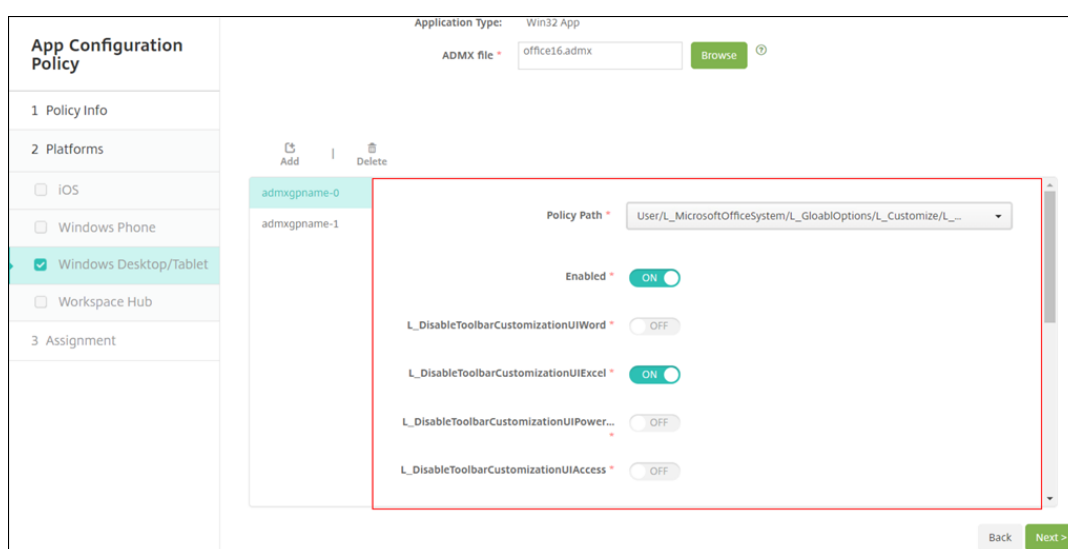 App Configuration
Policy
1 Policy Info
2 Platforms
iOS
Windows Phone
Windows Desktop/Tablet
Workspace Hub
3 Assignment
Application Type: Win32 App
ADMX file * office16.admx Browse ?
Add | Delete
admxgpname-0
admxgpname-1
Policy Path * User/L_MicrosoftOfficeSystem/L_GloablOptions/L_Customize/L_...
Enabled * ON
L_DisableToolbarCustomizationUIWord * OFF
L_DisableToolbarCustomizationUIExcel * ON
L_DisableToolbarCustomizationUIPower... * OFF
L_DisableToolbarCustomizationUIAccess * OFF
Back Next >